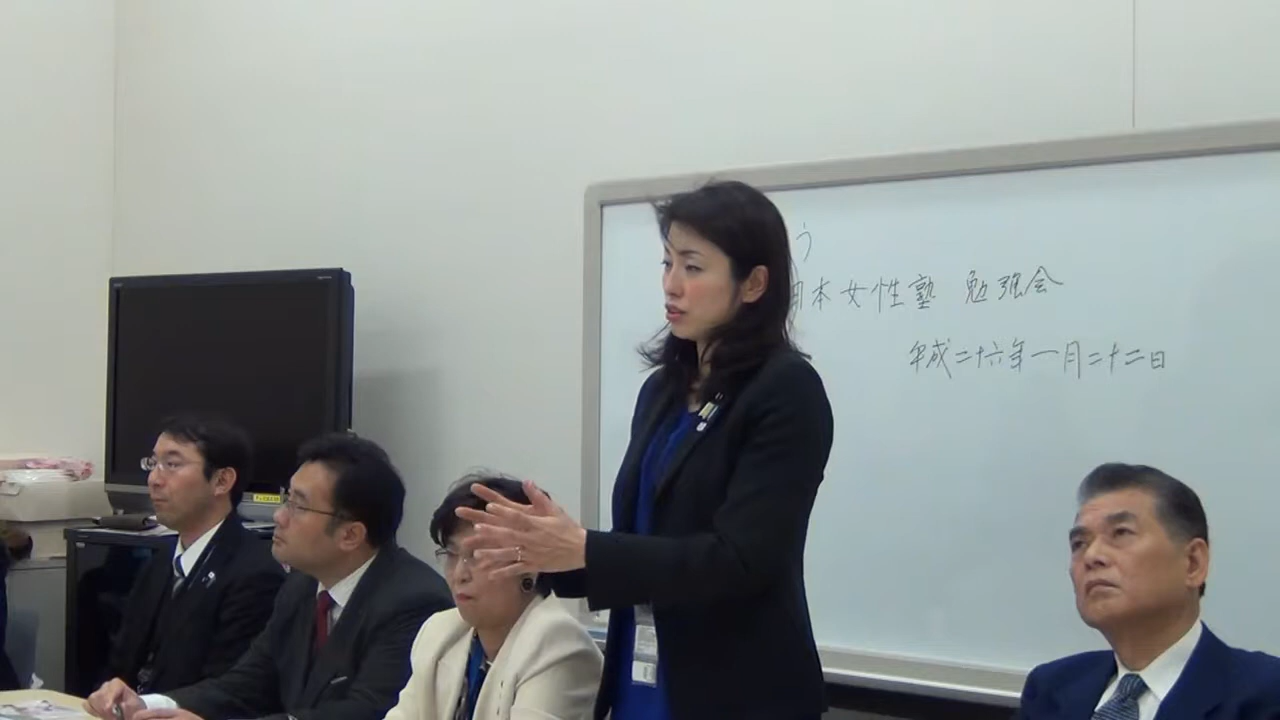 う
日本女性塾 勉強会
平成二十六年一月二十二日